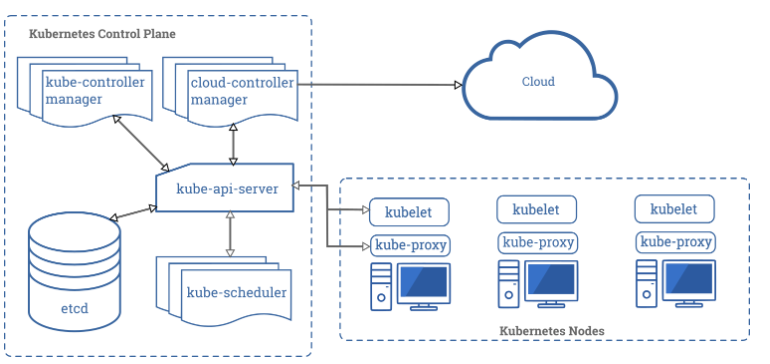 Kubernetes Control Plane
kube-controller
manager
cloud-controller
manager
Cloud
kube-api-server
kubelet
kubelet
kubelet
kube-proxy
kube-proxy
kube-proxy
etcd
kube-scheduler
Kubernetes Nodes